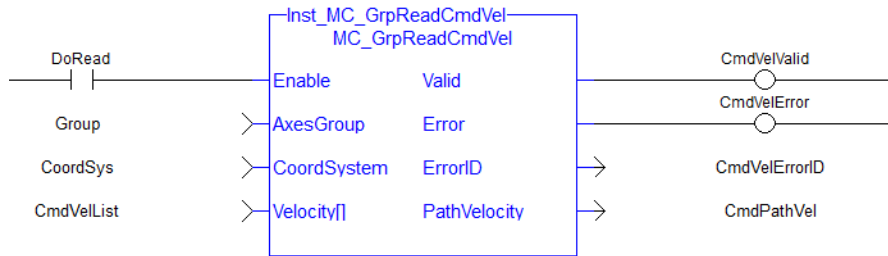 Inst_MC_GrpReadCmdVel
MC_GrpReadCmdVel
DoRead
Enable
Valid
CmdVelValid
Group
AxesGroup
Error
CmdVelError
CoordSys
CoordSystem
ErrorID
CmdVelErrorID
CmdVelList
Velocity[]
PathVelocity
CmdPathVel